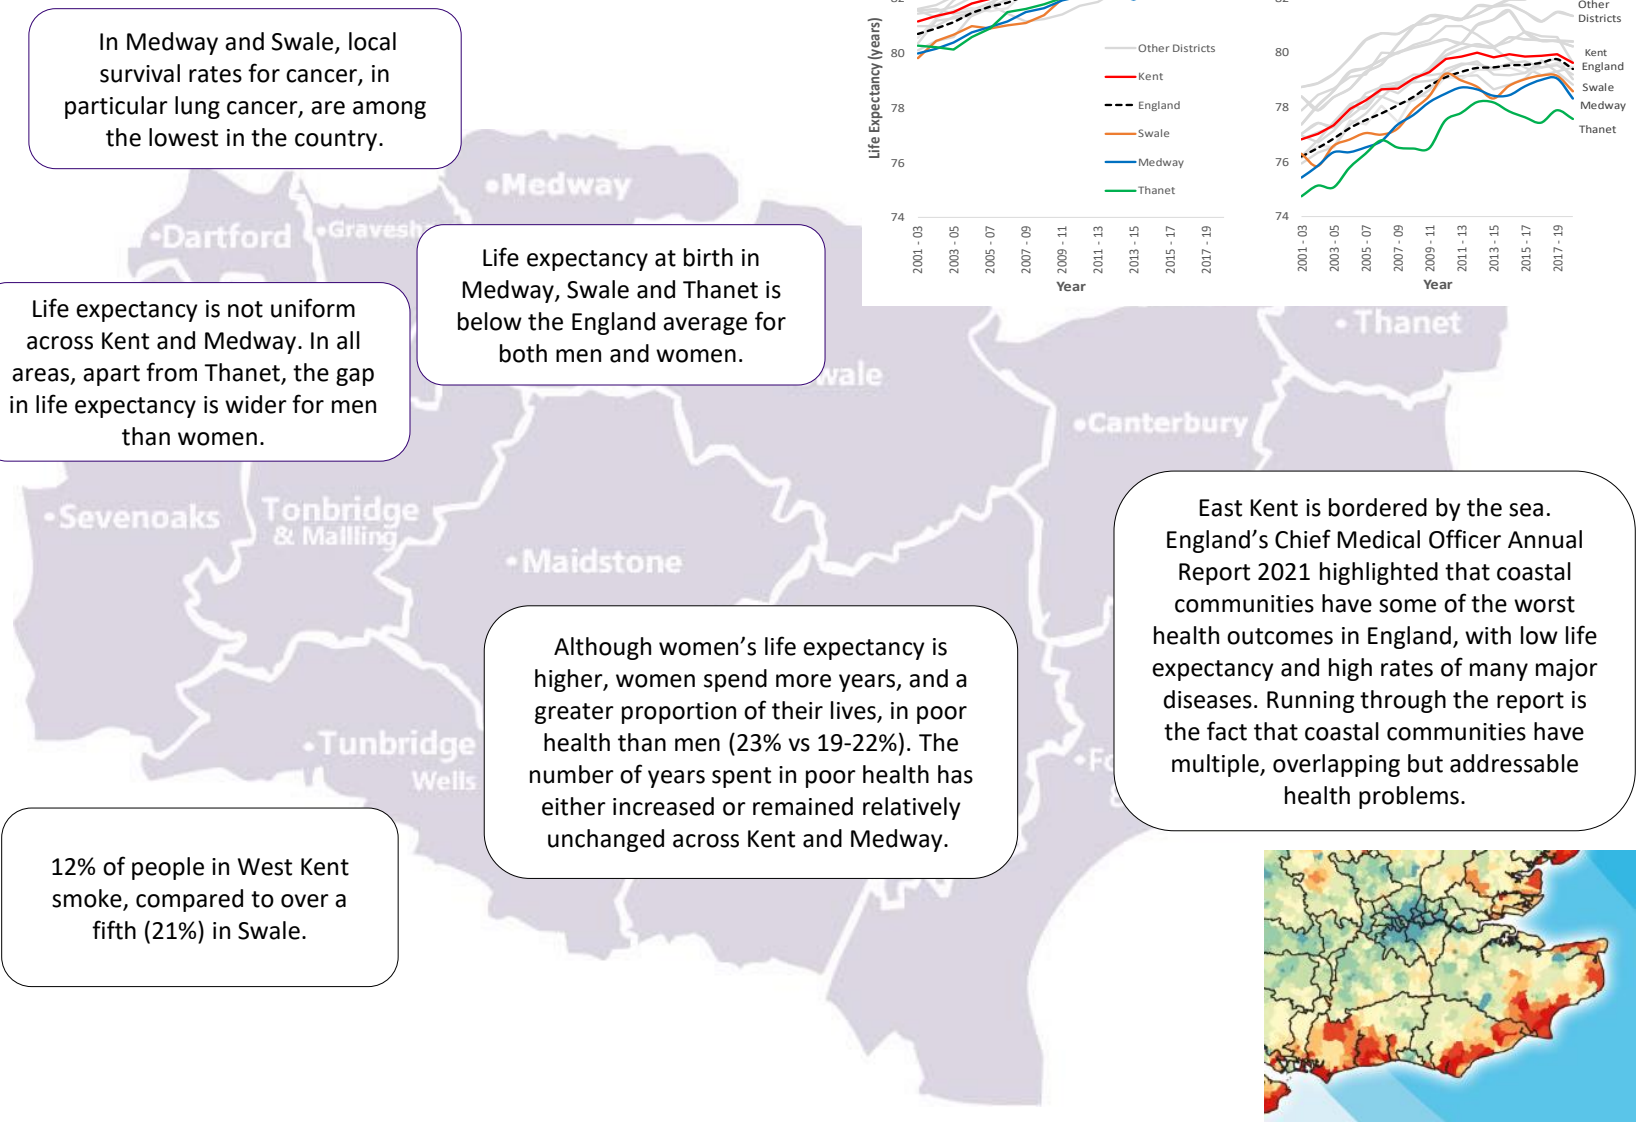 In Medway and Swale, local
survival rates for cancer, in
particular lung cancer, are among
the lowest in the country.
Life Expectancy (years)
80
78
76
74
Other Districts
Kent
England
Swale
Medway
Thanet
2001 - 03
2003 - 05
2005 - 07
2007 - 09
2009 - 11
2011 - 13
2013 - 15
2015 - 17
2017 - 19
Year
80
78
76
74
Other
Districts
Kent
England
Swale
Medway
Thanet
2001 - 03
2003 - 05
2005 - 07
2007 - 09
2009 - 11
2011 - 13
2013 - 15
2015 - 17
2017 - 19
Year
•Medway
•Dartford
•Gravesh
Life expectancy at birth in
Medway, Swale and Thanet is
below the England average for
both men and women.
Life expectancy is not uniform
across Kent and Medway. In all
areas, apart from Thanet, the gap
in life expectancy is wider for men
than women.
• Thanet
wale
•Canterbury
•Sevenoaks
Tonbridge
& Mallling
•Maidstone
East Kent is bordered by the sea.
England’s Chief Medical Officer Annual
Report 2021 highlighted that coastal
communities have some of the worst
health outcomes in England, with low life
expectancy and high rates of many major
diseases. Running through the report is
the fact that coastal communities have
multiple, overlapping but addressable
health problems.
Although women’s life expectancy is
higher, women spend more years, and a
greater proportion of their lives, in poor
health than men (23% vs 19-22%). The
number of years spent in poor health has
either increased or remained relatively
unchanged across Kent and Medway.
•Tunbridge
Wells
•Fo
12% of people in West Kent
smoke, compared to over a
fifth (21%) in Swale.